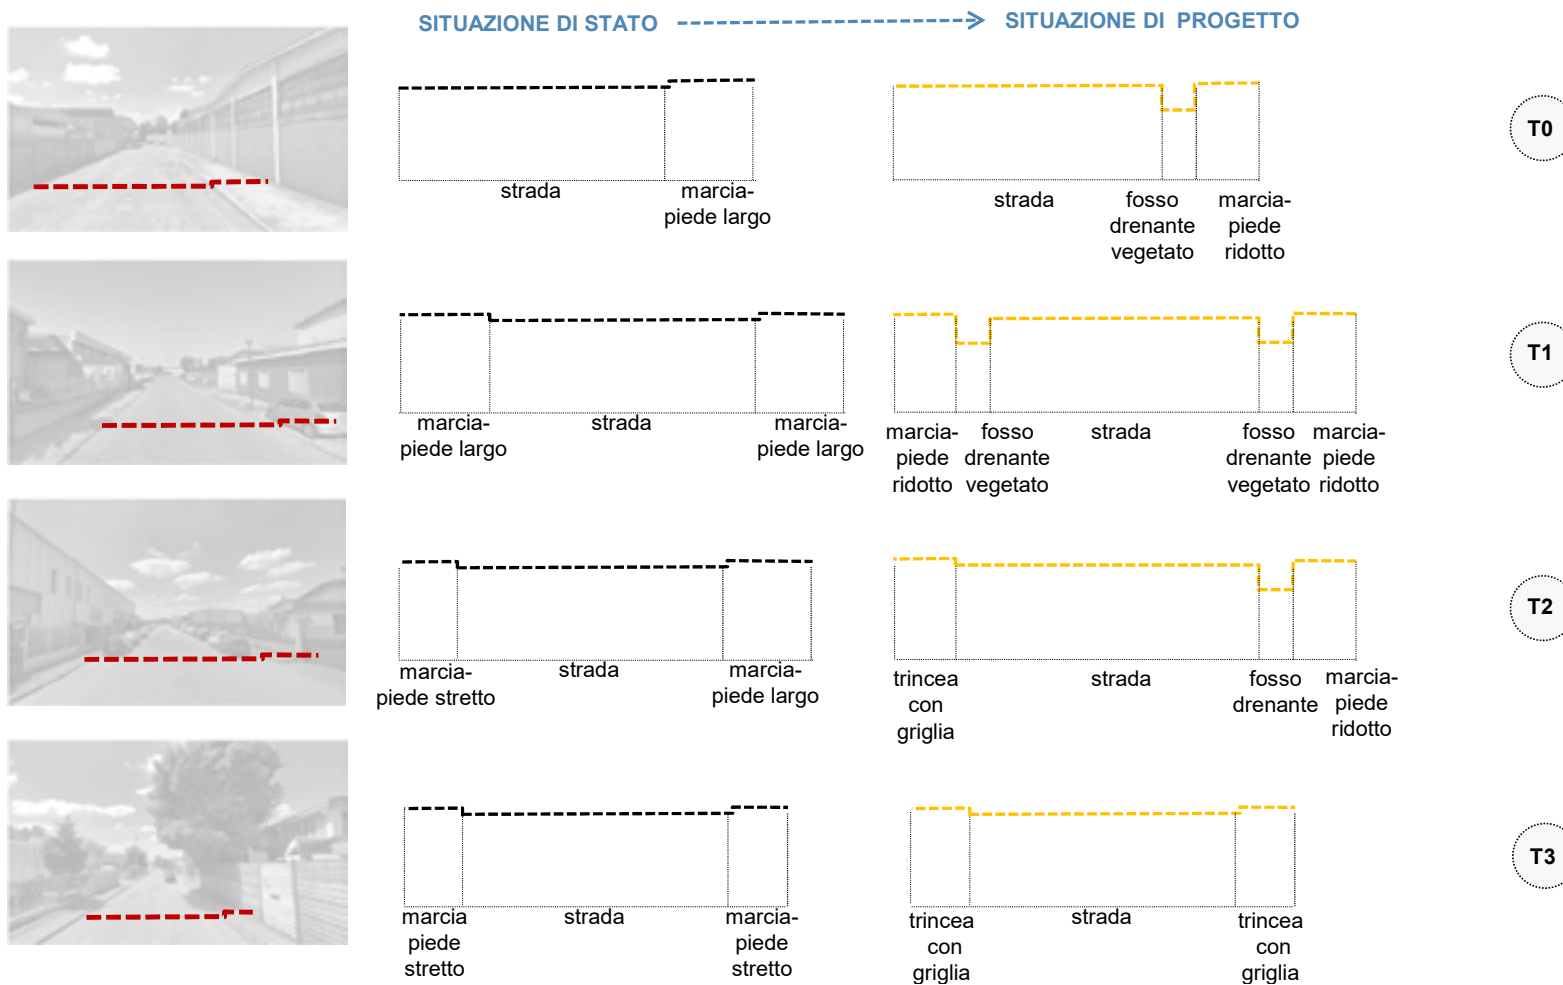 SITUAZIONE DI STATO
SITUAZIONE DI PROGETTO
strada
marcia-
piede largo
strada
fosso
drenante
vegetato
marcia-
piede
ridotto
T0
marcia-
piede largo
strada
marcia-
piede largo
marcia-
piede
ridotto
fosso
drenante
vegetato
strada
fosso
drenante
vegetato
marcia-
piede
ridotto
T1
marcia-
piede stretto
strada
marcia-
piede largo
trincea
con
griglia
strada
fosso
drenante
marcia-
piede
ridotto
T2
marcia
piede
stretto
strada
marcia-
piede
stretto
trincea
con
griglia
strada
trincea
con
griglia
T3